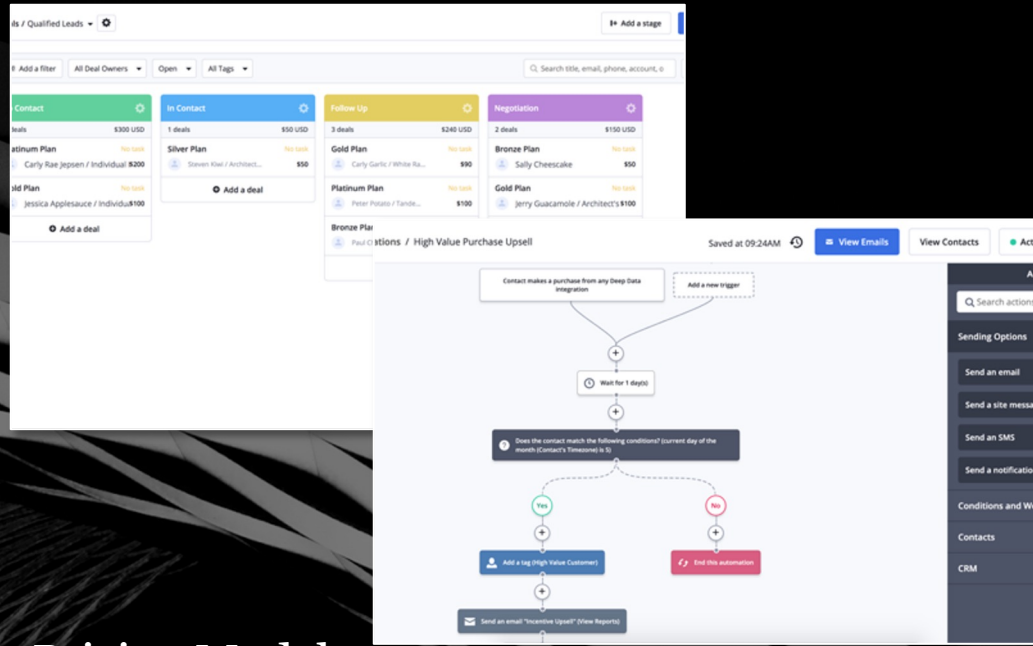 / Qualified Leads
Add a stage
Add a filter
All Deal Owners
Open
All Tags
Search title, email, phone, account, o
Contact
In Contact
Follow Up
Negotiation
$300 USD
1 deals
$50 USD
3 deals
$240 USD
2 deals
$150 USD
No task
Silver Plan
No task
Gold Plan
No task
Bronze Plan
No task
Carly Rae Jepsen / Individual $200
Steven Kiwi / Architect...
$50
Carly Garlic / White Ra...
$90
Sally Cheescake
$50
No task
Add a deal
Platinum Plan
No task
Gold Plan
No task
Jessica Applesauce / Individu $100
Peter Potato / Tande...
$100
Jerry Guacamole / Architect's $100
Add a deal
Bronze Plan
Paul
/ High Value Purchase Upsell
Saved at 09:24AM
View Emails
View Contacts
Contact makes a purchase from any Deep Data
integration
Add a new trigger
Search actions
Wait for 1 day(s)
Sending Options
Send an email
Send a site messa
Send an SMS
Send a notificatio
Does the contact match the following conditions? (current day of the
month (Contact's Timezone) is 5)
Yes
No
Conditions and Wo
Contacts
CRM
Add a tag (High Value Customer)
End this automation
Send an email "Incentive Upsell" (View Reports)